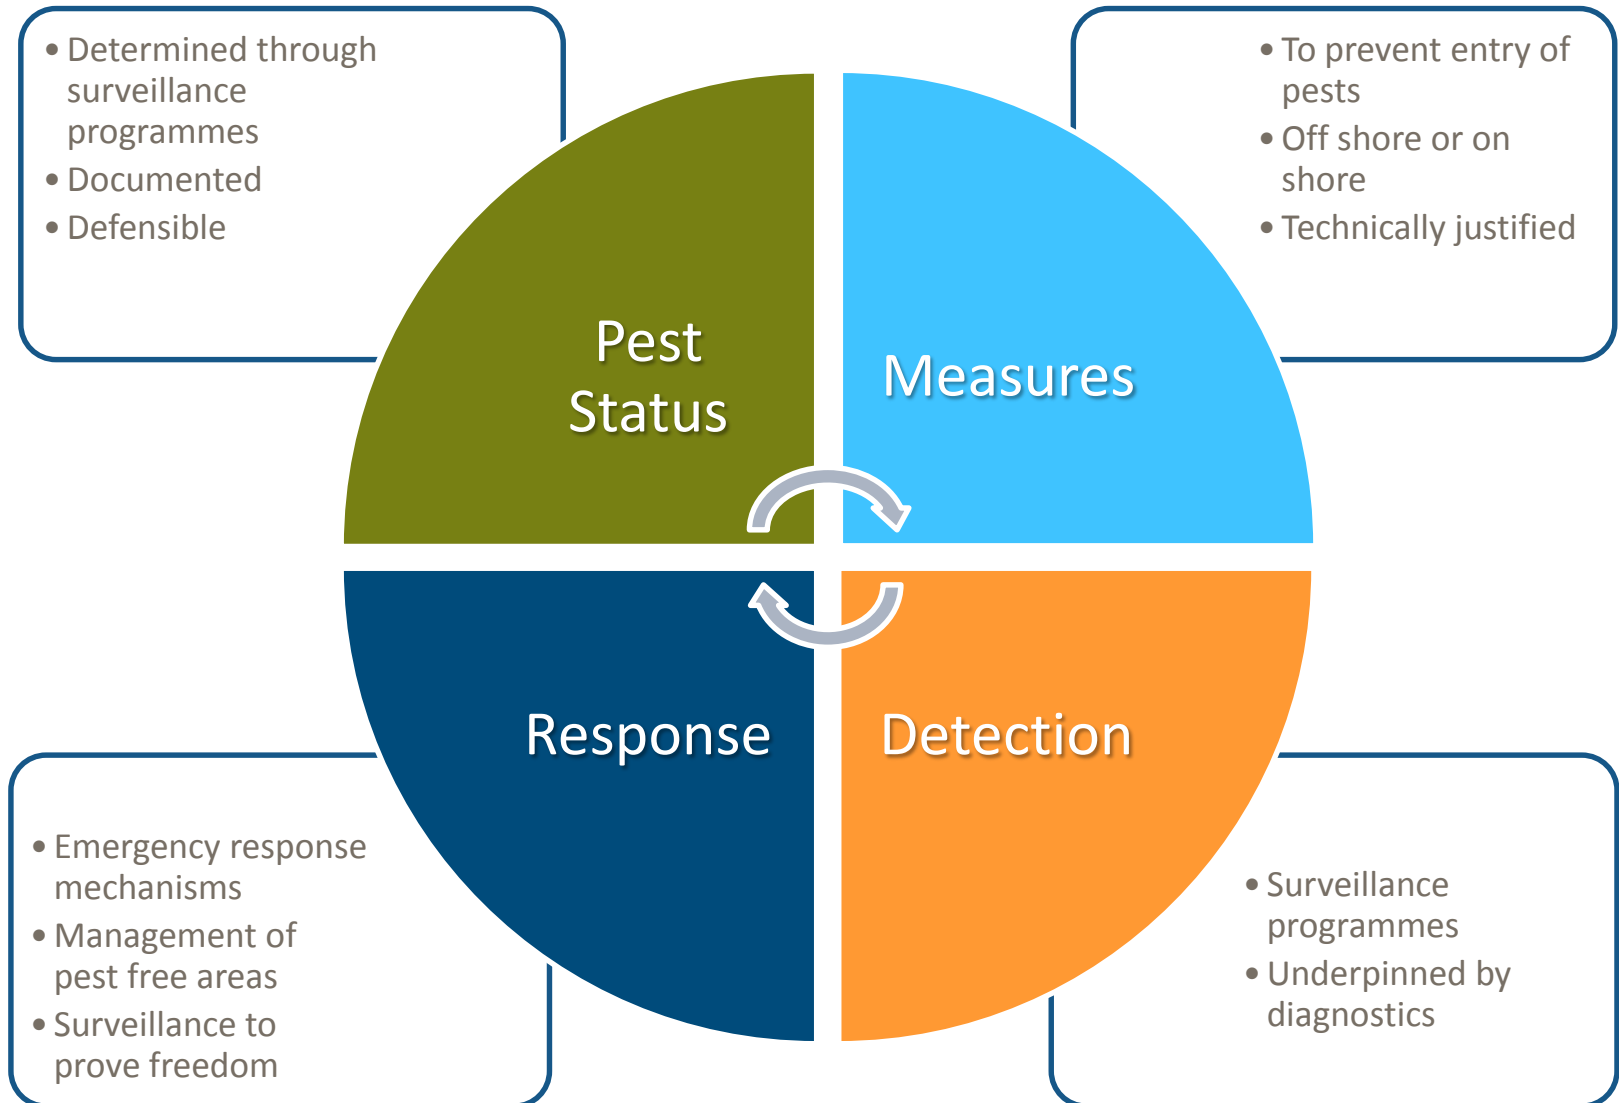 • Determined through
surveillance
programmes
• Documented
• Defensible
• To prevent entry of
pests
• Off shore or on
shore
• Technically justified
Pest
Status
Measures
Response
Detection
• Emergency response
mechanisms
• Management of
pest free areas
• Surveillance to
prove freedom
• Surveillance
programmes
• Underpinned by
diagnostics